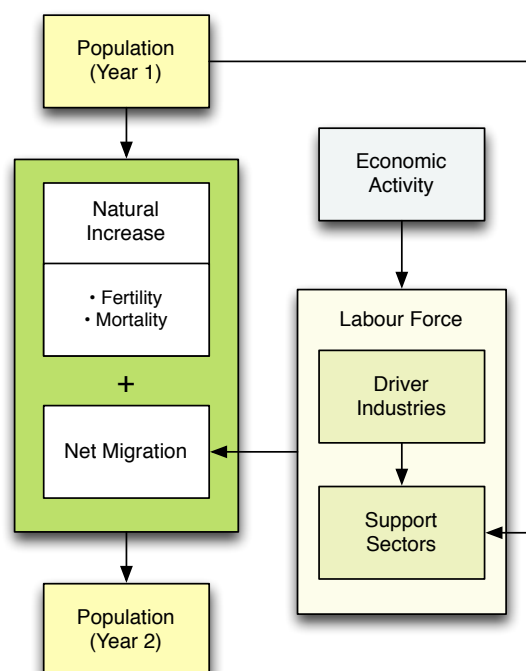 Population
(Year 1)
Economic
Activity
Natural
Increase
• Fertility
• Mortality
+
Net Migration
Labour Force
Driver
Industries
Support
Sectors
Population
(Year 2)